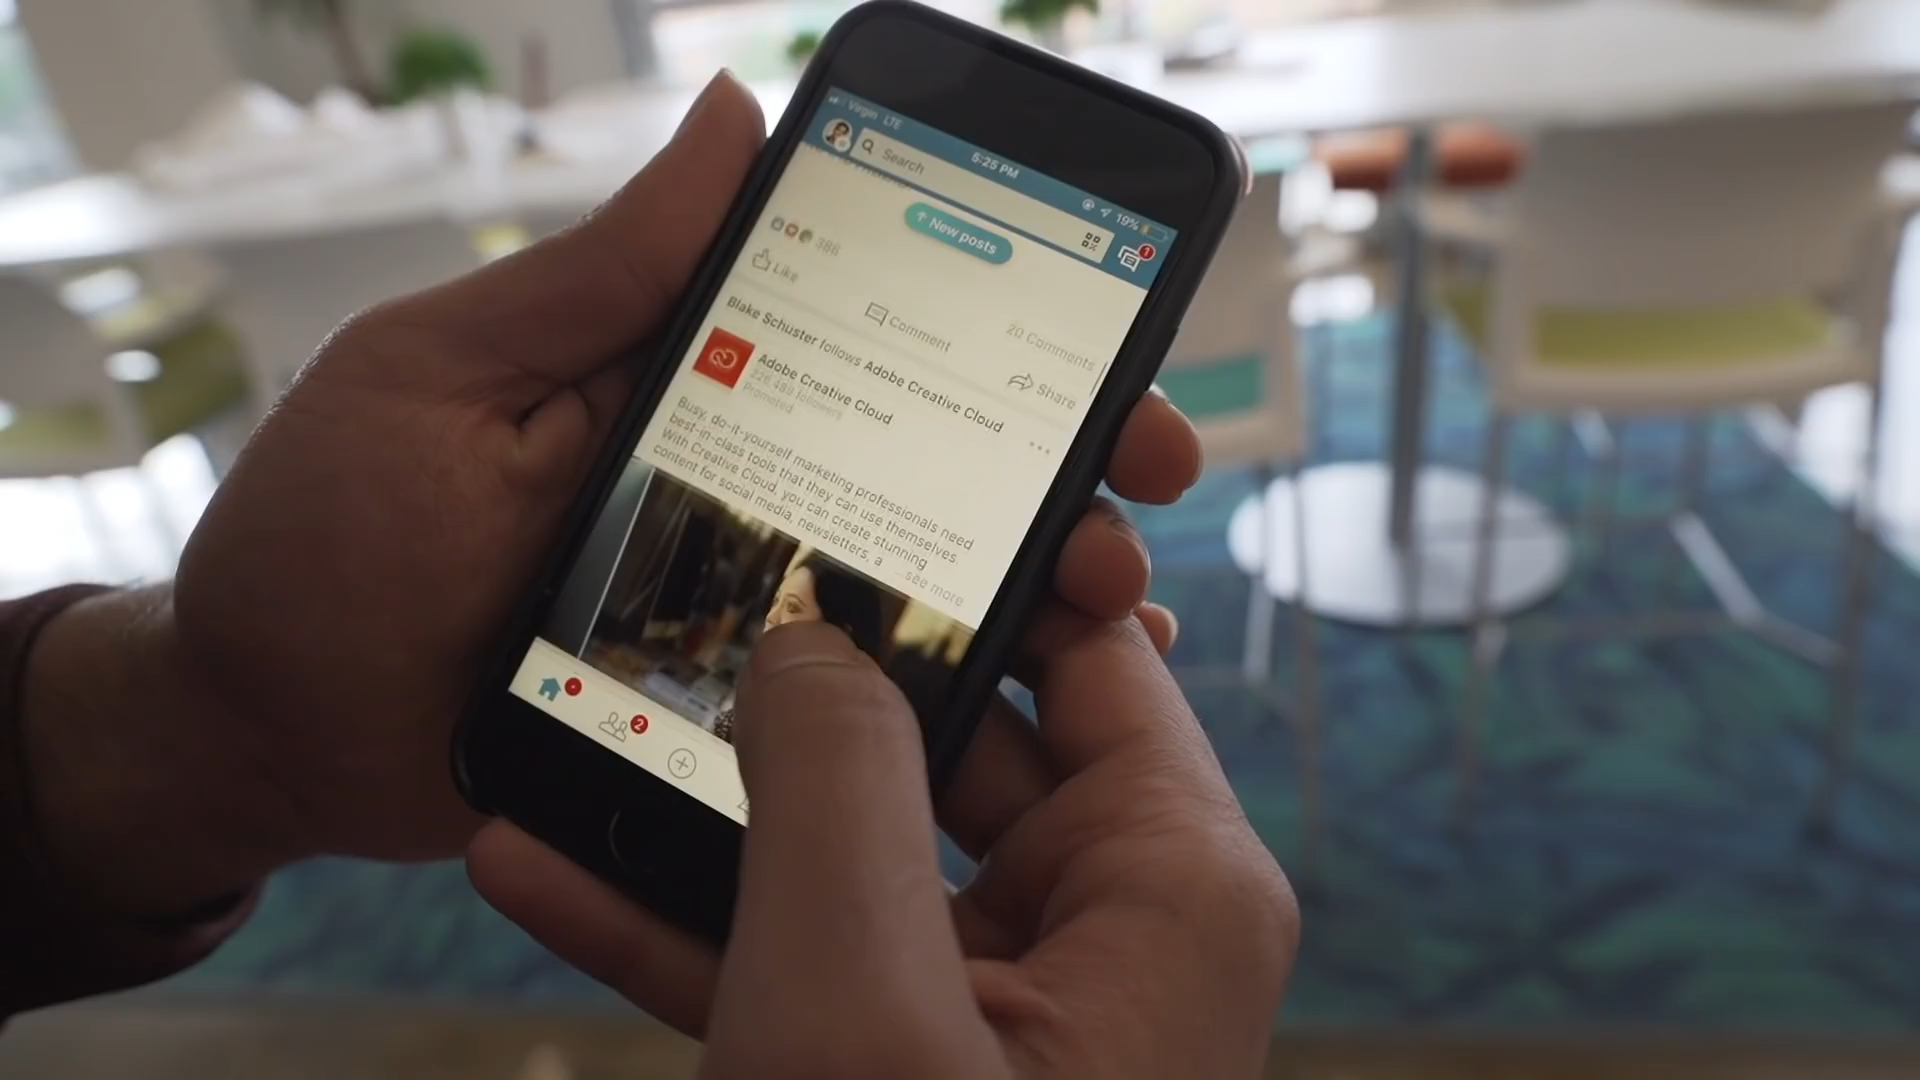 Virgin LTE
5:25 PM
19%
Search
1
New posts
386
20 Comments
Like
Comment
Share
Blake Schuster follows Adobe Creative Cloud
Adobe Creative Cloud
followers
Promoted
Busy, do-it-yourself marketing professionals need
best-in-class tools that they can use themselves.
With Creative Cloud, you can create stunning
content for social media, newsletters, a ...see more
2